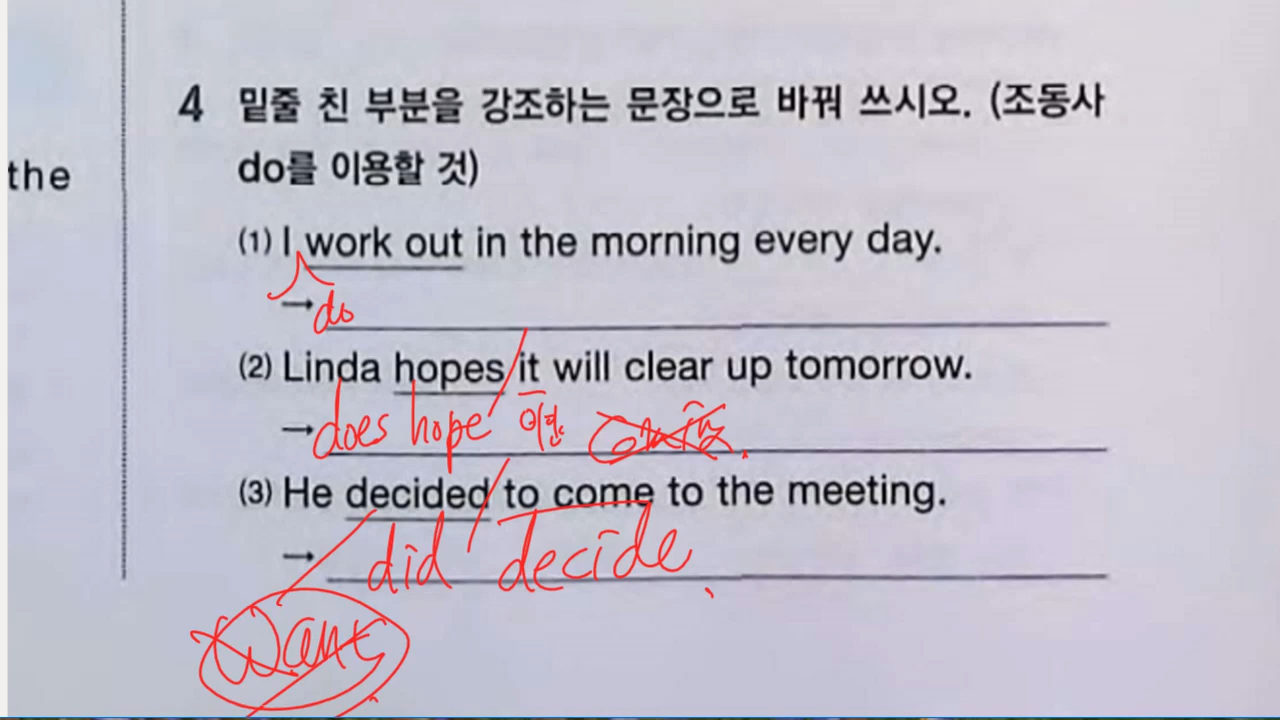 4 밑줄 친 부분을 강조하는 문장으로 바꿔 쓰시오. (조동사
do를 이용할 것)
the
(1) I work out in the morning every day.
→ do
(2) Linda hopes it will clear up tomorrow.
→ does hope
(3) He decided to come to the meeting.
→ did decide
want